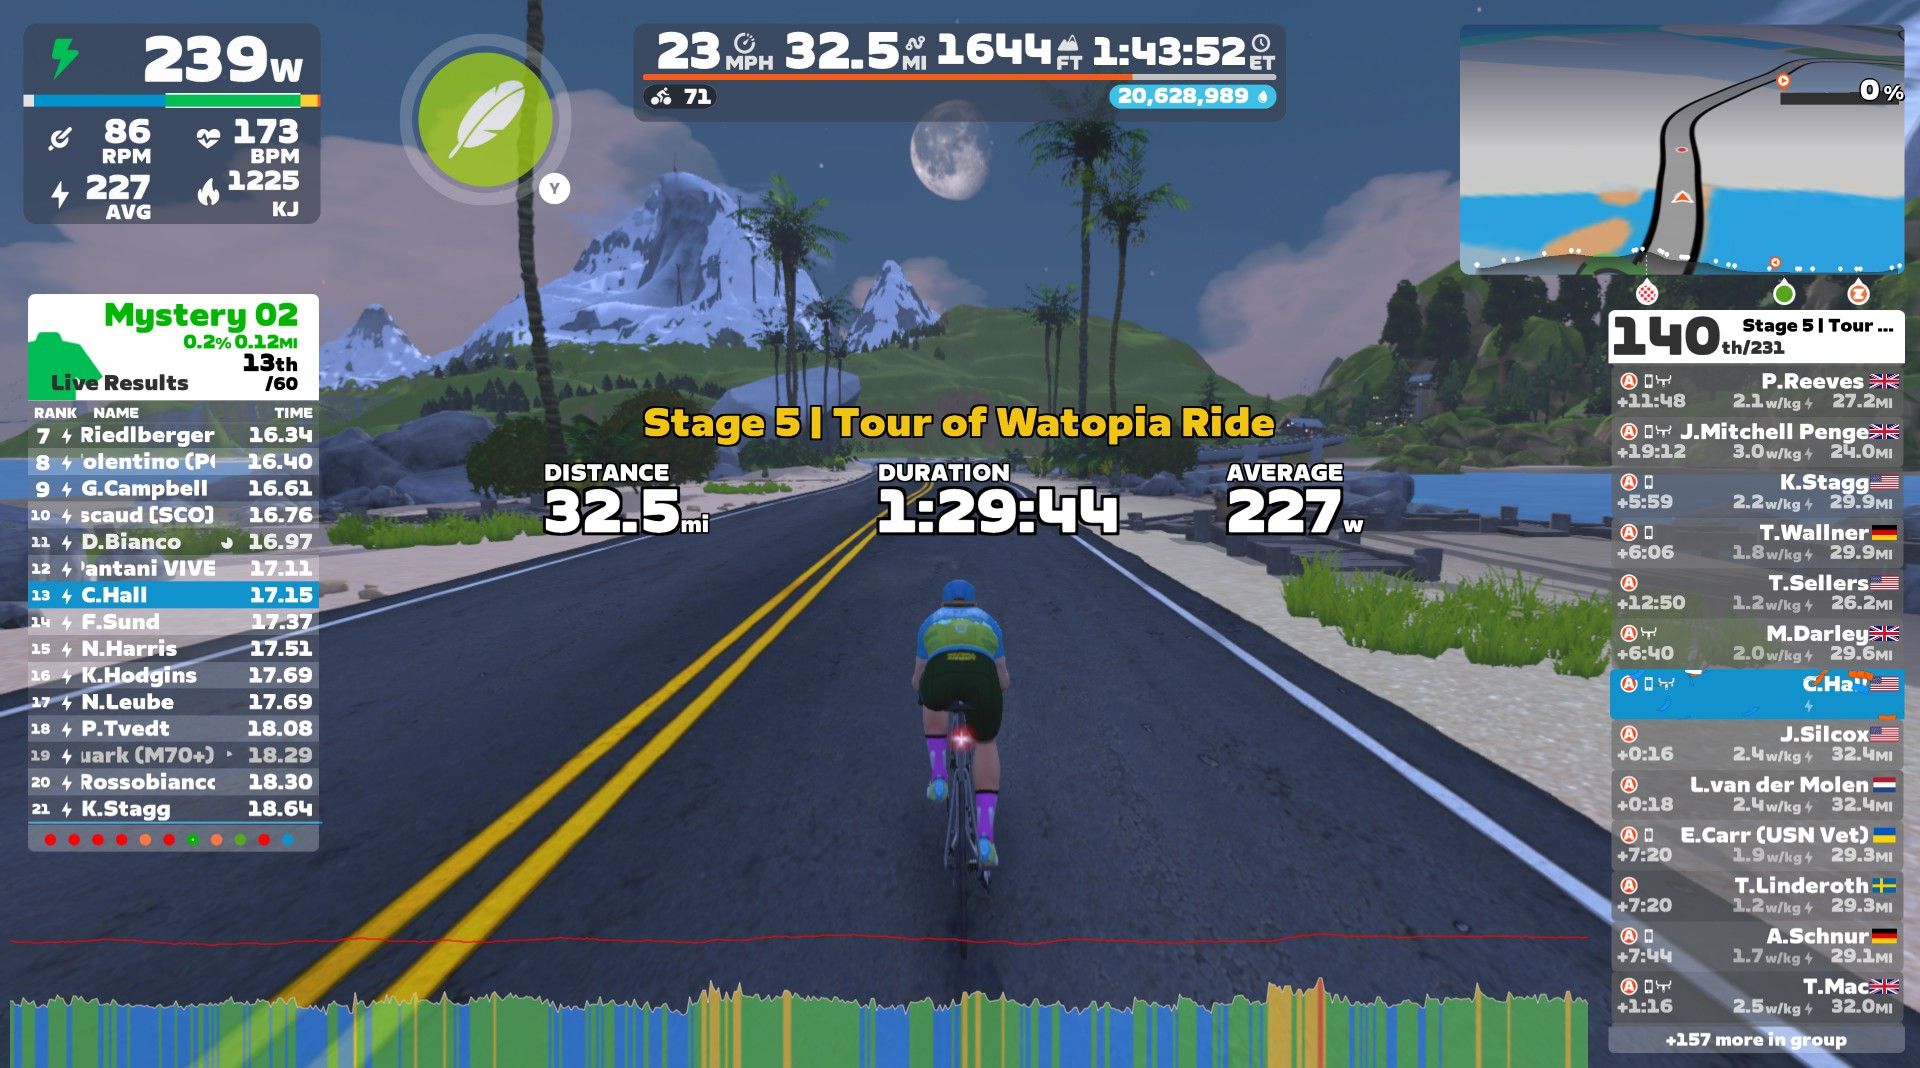 239w
86 RPM
173 BPM
227 AVG
1225 KJ
Y
23 MPH 32.5 MI 1644 FT 1:43:52 ET
71
20,628,989
0 %
Mystery 02
0.2% 0.12MI
13th
/60
Live Results
RANK NAME TIME
7 Riedlberger 16.34
8 olentino (P 16.40
9 G.Campbell 16.61
10 scaud (SCO) 16.76
11 D.Bianco 16.97
12 antani VIVE 17.11
13 C.Hall 17.15
14 F.Sund 17.37
15 N.Harris 17.51
16 K.Hodgins 17.69
17 N.Leube 17.69
18 P.Tvedt 18.08
19 uark (M70+) 18.29
20 Rossobianco 18.30
21 K.Stagg 18.64
Stage 5 | Tour of Watopia Ride
DISTANCE
32.5mi
DURATION
1:29:44
AVERAGE
227w
140th/231
Stage 5 | Tour ...
A P.Reeves
+11:48 2.1w/kg 27.2MI
A J.Mitchell Penge
+19:12 3.0w/kg 24.0MI
A K.Stagg
+5:59 2.2w/kg 29.9MI
A T.Wallner
+6:06 1.8w/kg 29.9MI
A T.Sellers
+12:50 1.2w/kg 26.2MI
A M.Darley
+6:40 2.0w/kg 29.6MI
A C.Hall
A J.Silcox
+0:16 2.4w/kg 32.4MI
A L.van der Molen
+0:18 2.4w/kg 32.4MI
A E.Carr (USN Vet)
+7:20 1.9w/kg 29.3MI
A T.Linderoth
+7:20 1.2w/kg 29.3MI
A A.Schnur
+7:44 1.7w/kg 29.1MI
A T.Mac
+1:16 2.5w/kg 32.0MI
+157 more in group